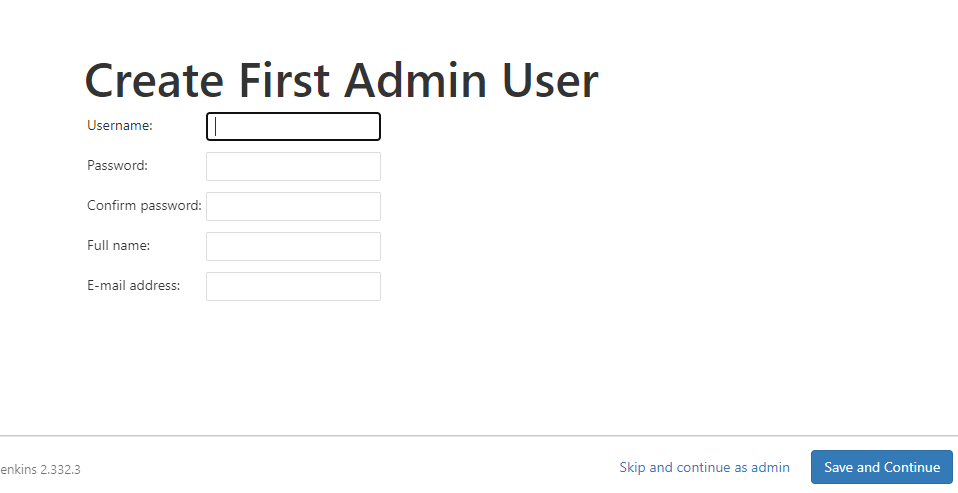 Create First Admin User
Username:
Password:
Confirm password:
Full name:
E-mail address:
enkins 2.332.3
Skip and continue as admin
Save and Continue